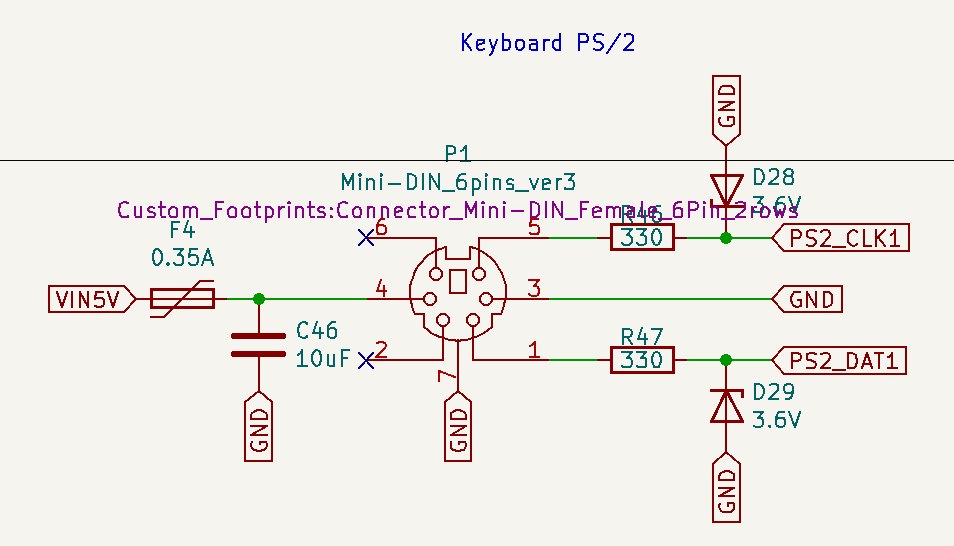 Keyboard PS/2
GND
P1
Mini-DIN_6pins_ver3
D28
3.6V
Custom_Footprints:Connector_Mini-DIN_Female_6Pin_2rows
F4
0.35A
6
5
R46
330
PS2_CLK1
VIN5V
4
3
GND
C46
10uF
2
1
R47
330
PS2_DAT1
7
D29
3.6V
GND
GND
GND